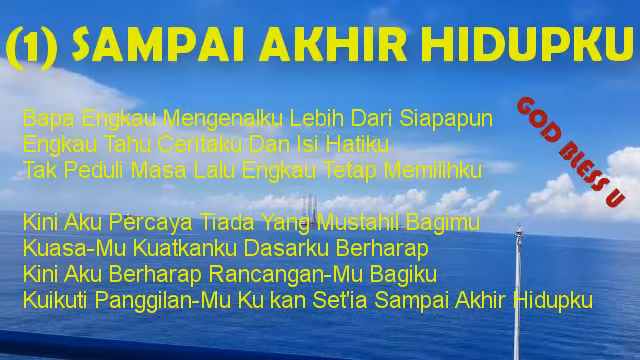 (1) SAMPAI AKHIR HIDUPKU
Bapa Engkau Mengenalku Lebih Dari Siapapun
Engkau Tahu Ceritaku Dan Isi Hatiku
Tak Peduli Masa Lalu Engkau Tetap Memilihku
GOD BLESS U
Kini Aku Percaya Tiada Yang Mustahil Bagimu
Kuasa-Mu Kuatkanku Dasarku Berharap
Kini Aku Berharap Rancangan-Mu Bagiku
Kuikuti Panggilan-Mu Ku kan Set'ia Sampai Akhir Hidupku